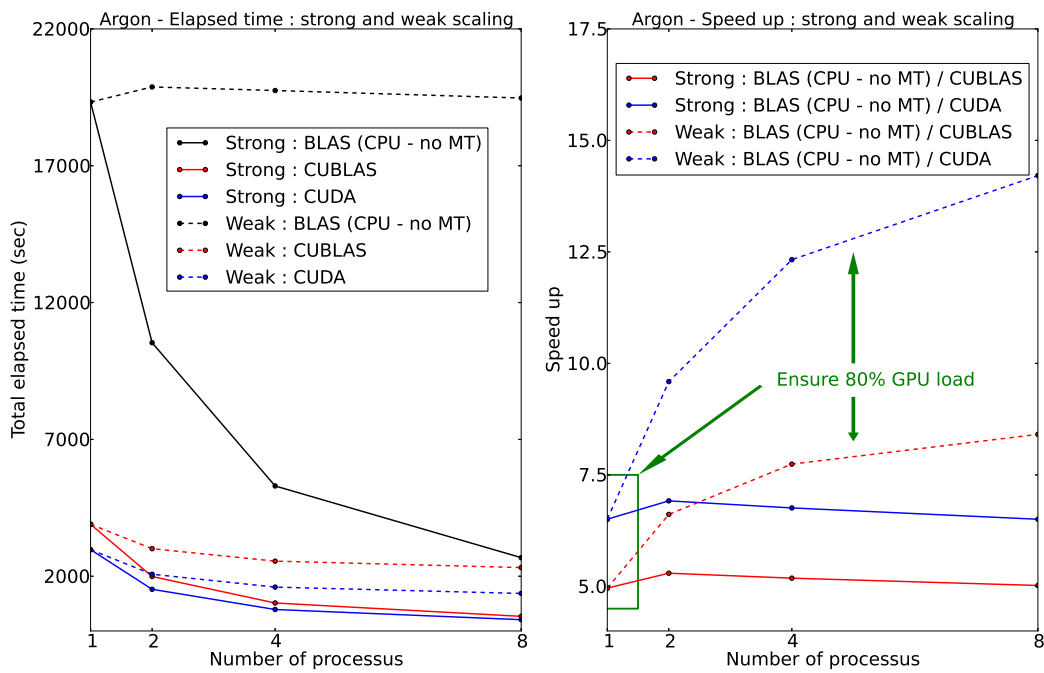 Argon - Elapsed time : strong and weak scaling
22000
17000
12000
7000
2000
Total elapsed time (sec)
Strong : BLAS (CPU - no MT)
Strong : CUBLAS
Strong : CUDA
Weak : BLAS (CPU - no MT)
Weak : CUBLAS
Weak : CUDA
1 2 4 8
Number of processus
Argon - Speed up : strong and weak scaling
17.5
15.0
12.5
10.0
7.5
5.0
Speed up
Strong : BLAS (CPU - no MT) / CUBLAS
Strong : BLAS (CPU - no MT) / CUDA
Weak : BLAS (CPU - no MT) / CUBLAS
Weak : BLAS (CPU - no MT) / CUDA
Ensure 80% GPU load
1 2 4 8
Number of processus